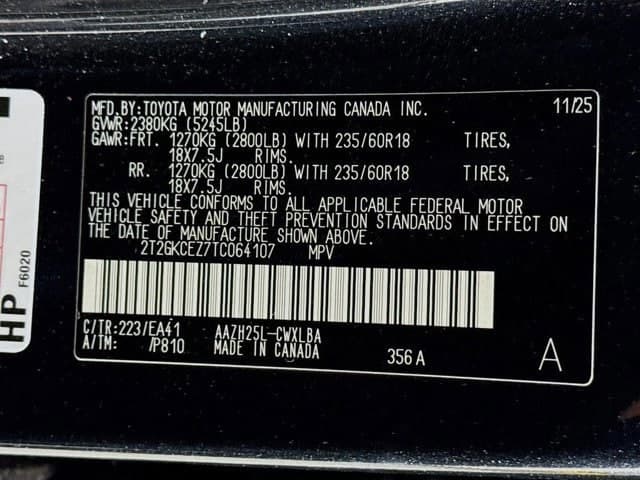 MFD.BY:TOYOTA MOTOR MANUFACTURING CANADA INC. 11/25
GVWR:2380KG (5245LB)
GAWR:FRT. 1270KG (2800LB) WITH 235/60R18 TIRES,
18X7.5J RIMS.
RR. 1270KG (2800LB) WITH 235/60R18 TIRES,
18X7.5J RIMS.
THIS VEHICLE CONFORMS TO ALL APPLICABLE FEDERAL MOTOR
VEHICLE SAFETY AND THEFT PREVENTION STANDARDS IN EFFECT ON
THE DATE OF MANUFACTURE SHOWN ABOVE.
2T2GKCEZ7TC064107 MPV
C/TR:223/EA41 AAZH25L-CWXLBA
A/TM: /P810 MADE IN CANADA 356A A
HP
F6020